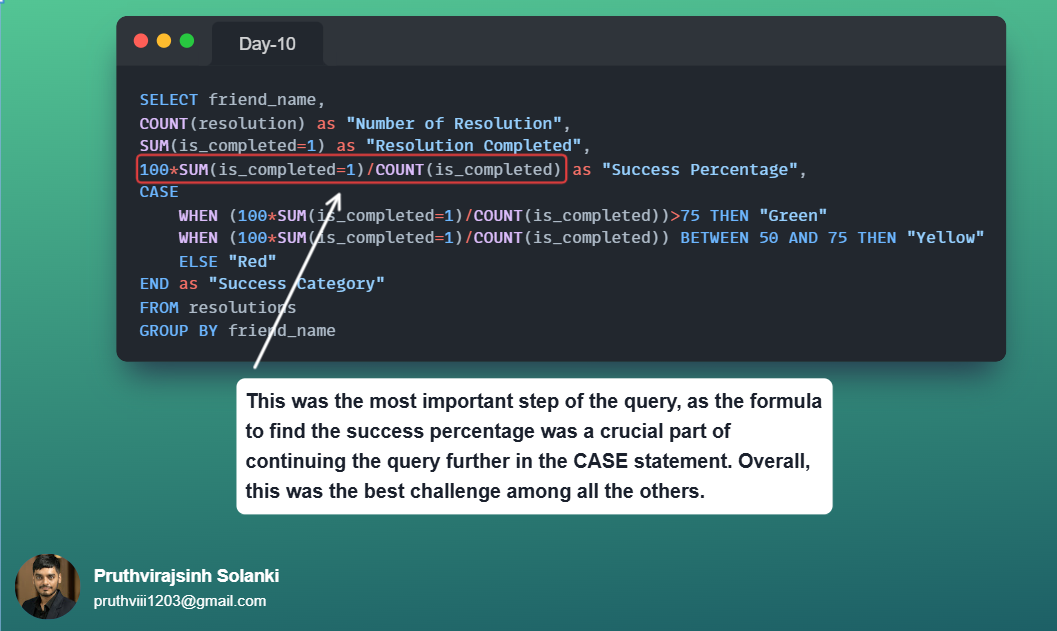 Day-10
SELECT friend_name,
COUNT(resolution) as "Number of Resolution",
SUM(is_completed=1) as "Resolution Completed",
100*SUM(is_completed=1)/COUNT(is_completed) as "Success Percentage",
CASE
WHEN (100*SUM(is_completed=1)/COUNT(is_completed))>75 THEN "Green"
WHEN (100*SUM(is_completed=1)/COUNT(is_completed)) BETWEEN 50 AND 75 THEN "Yellow"
ELSE "Red"
END as "Success Category"
FROM resolutions
GROUP BY friend_name
This was the most important step of the query, as the formula
to find the success percentage was a crucial part of
continuing the query further in the CASE statement. Overall,
this was the best challenge among all the others.
Pruthvirajsinh Solanki
pruthviii1203@gmail.com